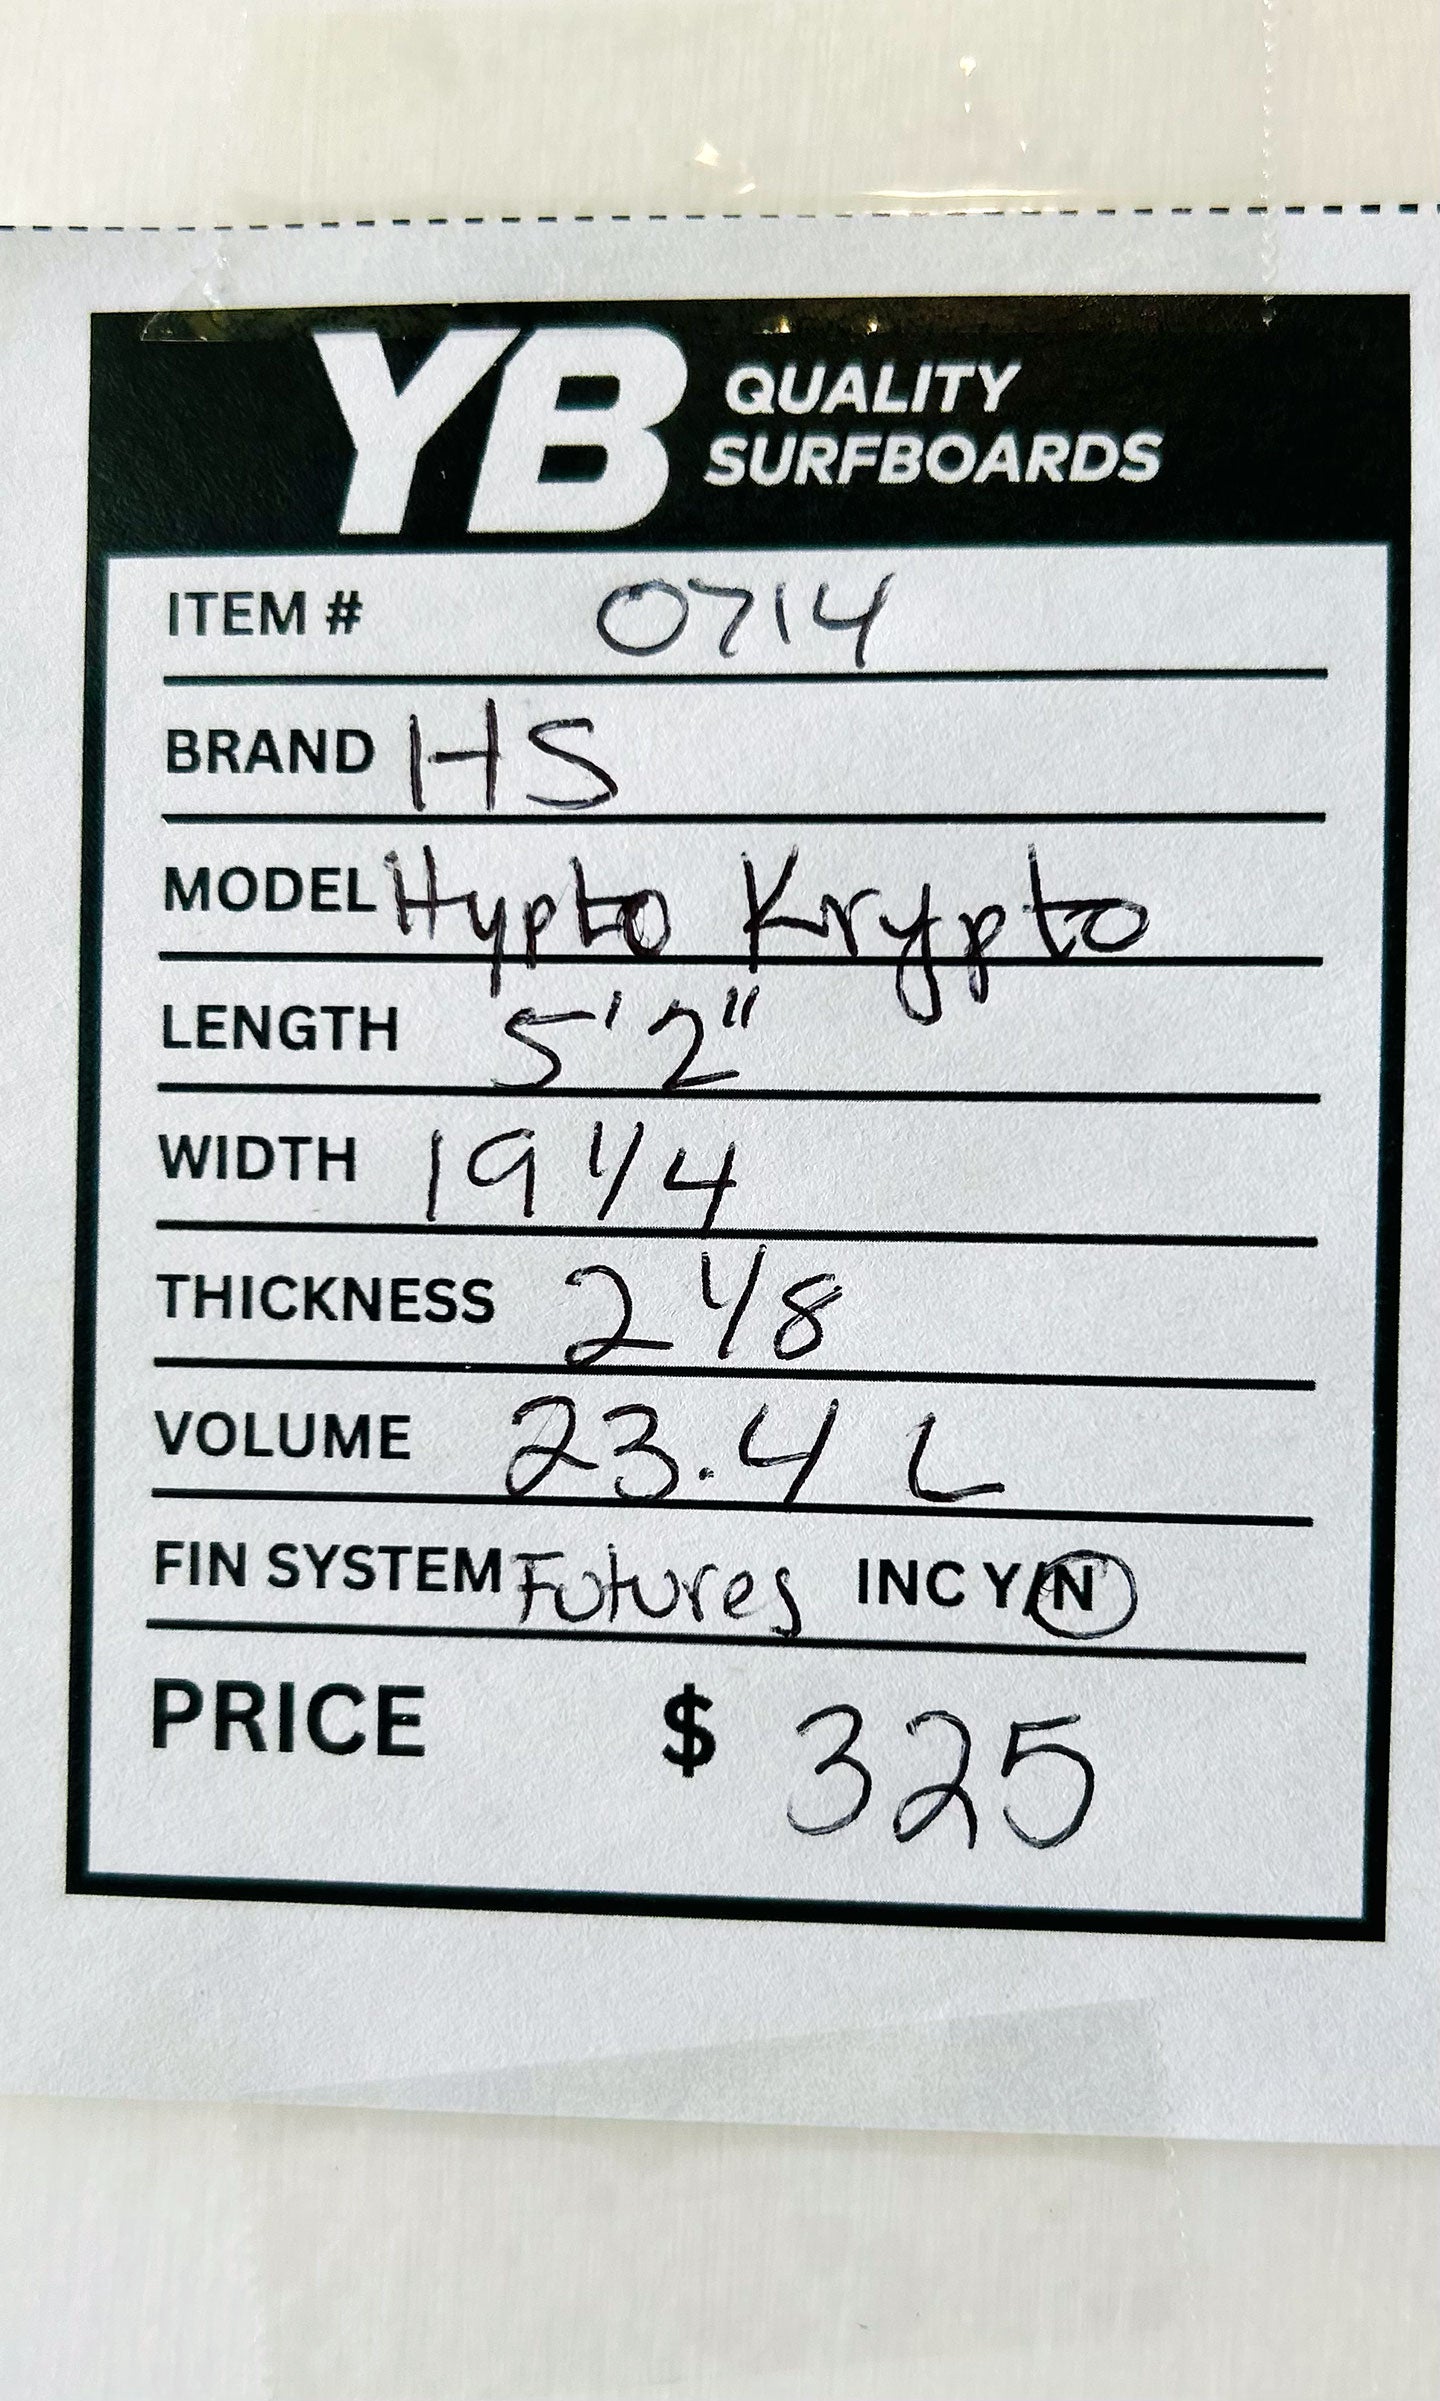 YB QUALITY
SURFBOARDS
ITEM # 0714
BRAND HS
MODEL Hypto Krypto
LENGTH 5'2"
WIDTH 19 1/4
THICKNESS 2 1/8
VOLUME 23.4 L
FIN SYSTEM Futures INC Y/N
PRICE $ 325